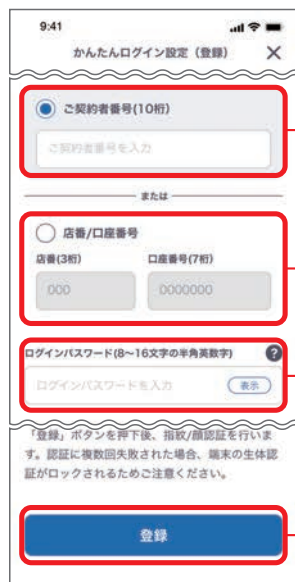 9:41
かんたんログイン設定（登録）
ご契約者番号(10桁)
ご契約者番号を入力
または
店番/口座番号
店番(3桁) 口座番号(7桁)
000 0000000
ログインパスワード(8〜16文字の半角英数字) ?
ログインパスワードを入力 表示
「登録」ボタンを押下後、指紋/顔認証を行いま
す。認証に複数回失敗された場合、端末の生体認
証がロックされるためご注意ください。
登録